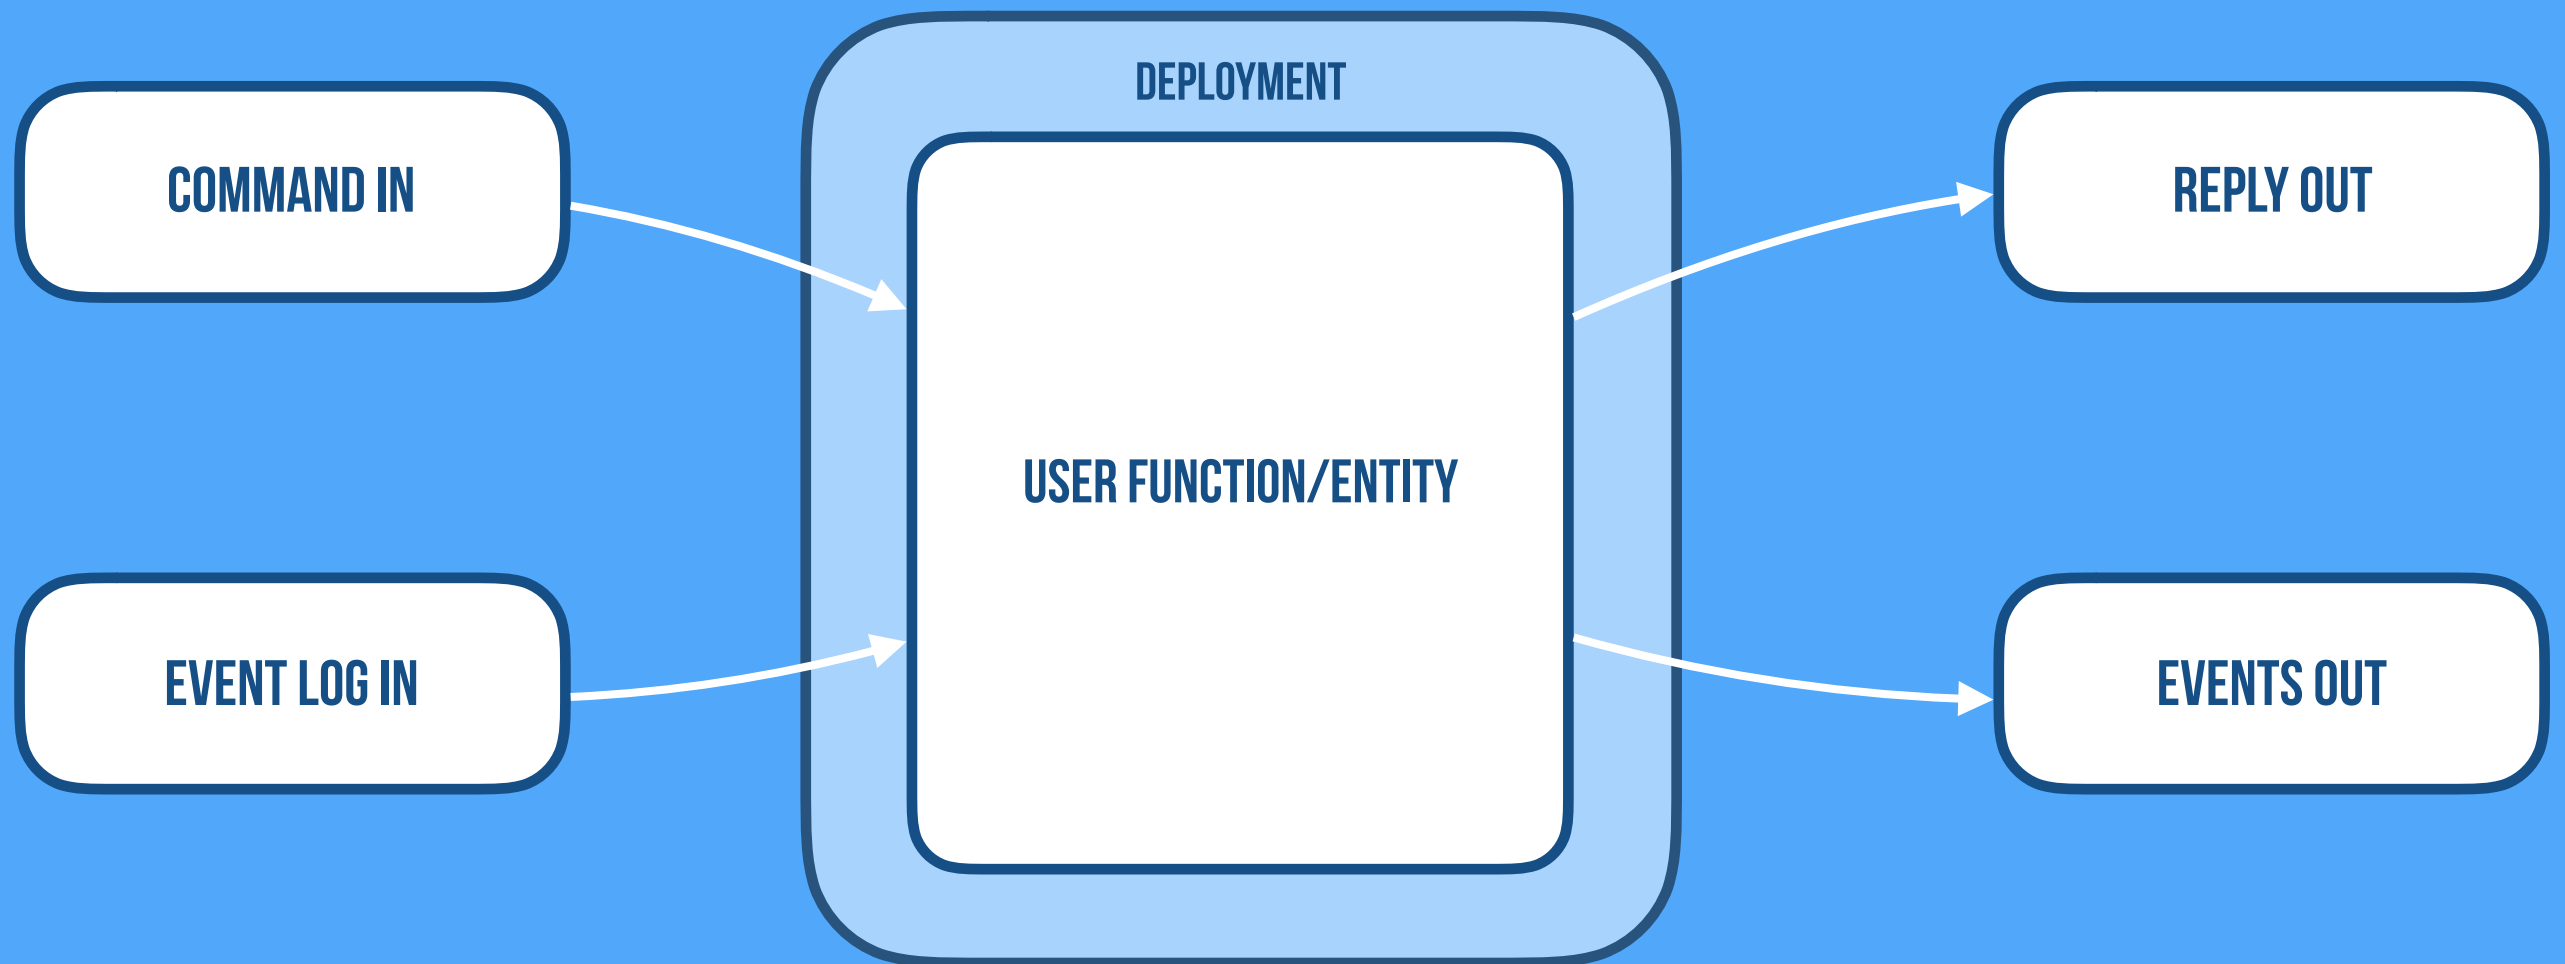 DEPLOYMENT
COMMAND IN
REPLY OUT
USER FUNCTION/ENTITY
EVENT LOG IN
EVENTS OUT